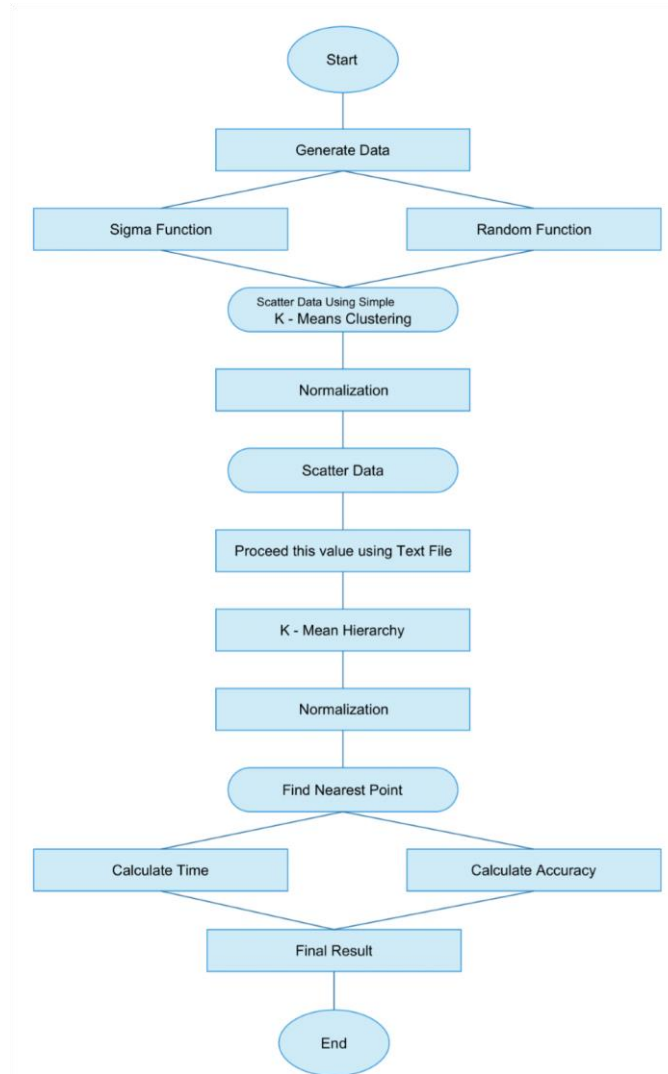 Start
Generate Data
Sigma Function
Random Function
Scatter Data Using Simple
K - Means Clustering
Normalization
Scatter Data
Proceed this value using Text File
K - Mean Hierarchy
Normalization
Find Nearest Point
Calculate Time
Calculate Accuracy
Final Result
End